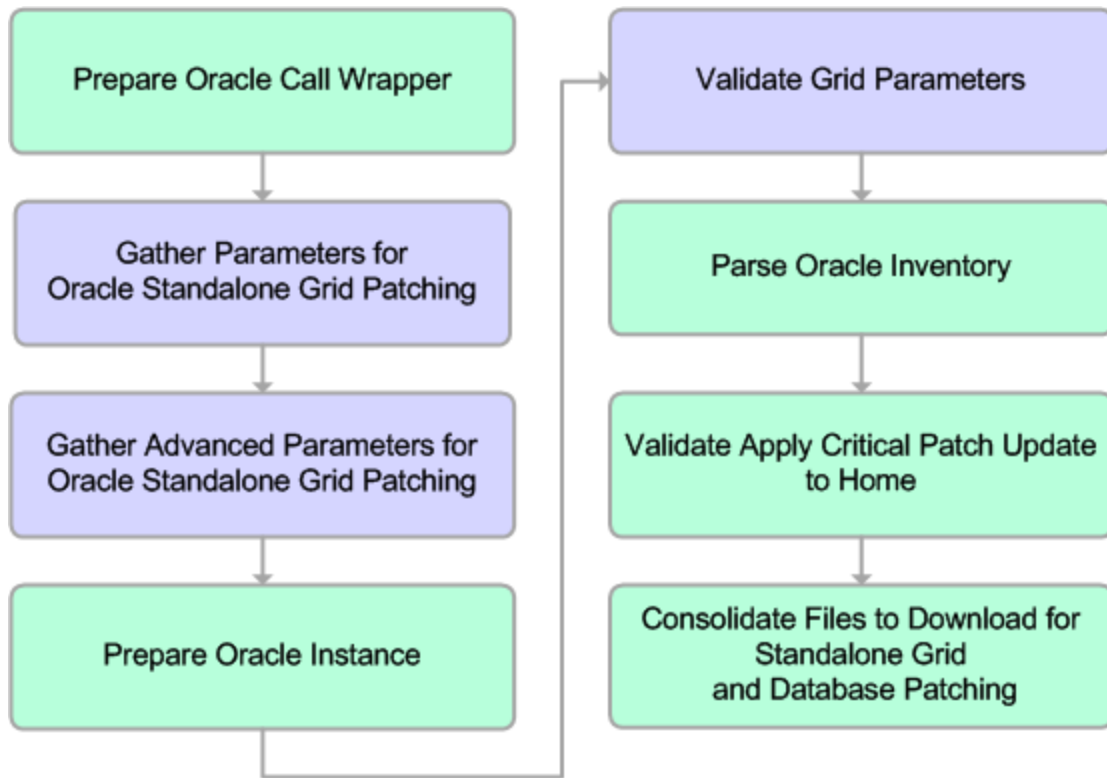 Prepare Oracle Call Wrapper
Gather Parameters for
Oracle Standalone Grid Patching
Gather Advanced Parameters for
Oracle Standalone Grid Patching
Prepare Oracle Instance
Validate Grid Parameters
Parse Oracle Inventory
Validate Apply Critical Patch Update
to Home
Consolidate Files to Download for
Standalone Grid
and Database Patching